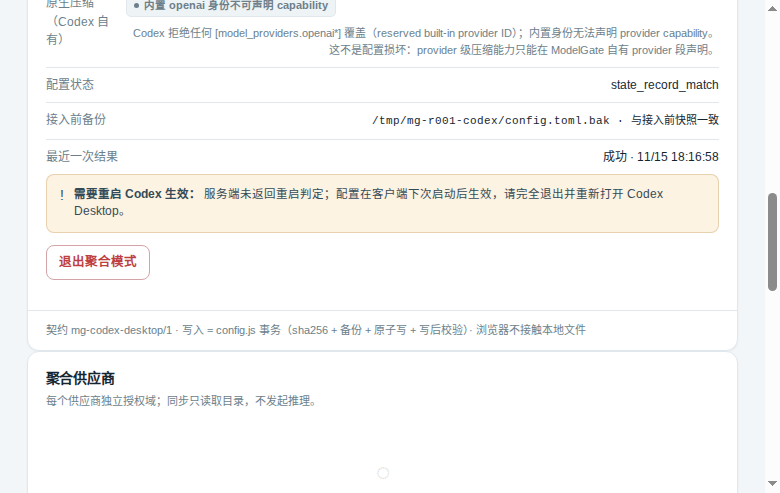 原生压缩
（Codex 自
有）
内置 openai 身份不可声明 capability
Codex 拒绝任何 [model_providers.openai*] 覆盖（reserved built-in provider ID）；内置身份无法声明 provider capability。
这不是配置损坏：provider 级压缩能力只能在 ModelGate 自有 provider 段声明。
配置状态
state_record_match
接入前备份
/tmp/mg-r001-codex/config.toml.bak · 与接入前快照一致
最近一次结果
成功 · 11/15 18:16:58
! 需要重启 Codex 生效： 服务端未返回重启判定；配置在客户端下次启动后生效，请完全退出并重新打开 Codex
Desktop。
退出聚合模式
契约 mg-codex-desktop/1 · 写入 = config.js 事务（sha256 + 备份 + 原子写 + 写后校验）· 浏览器不接触本地文件
聚合供应商
每个供应商独立授权域；同步只读取目录，不发起推理。